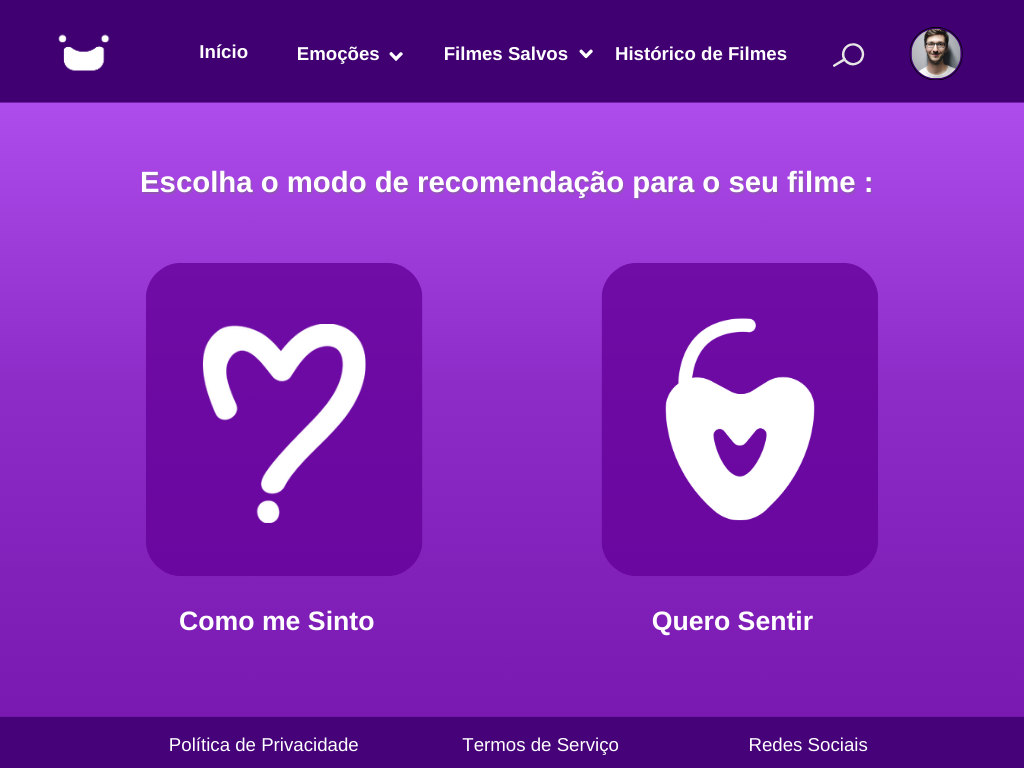 Início
Emoções
Filmes Salvos
Histórico de Filmes
Escolha o modo de recomendação para o seu filme :
Como me Sinto
Quero Sentir
Política de Privacidade
Termos de Serviço
Redes Sociais